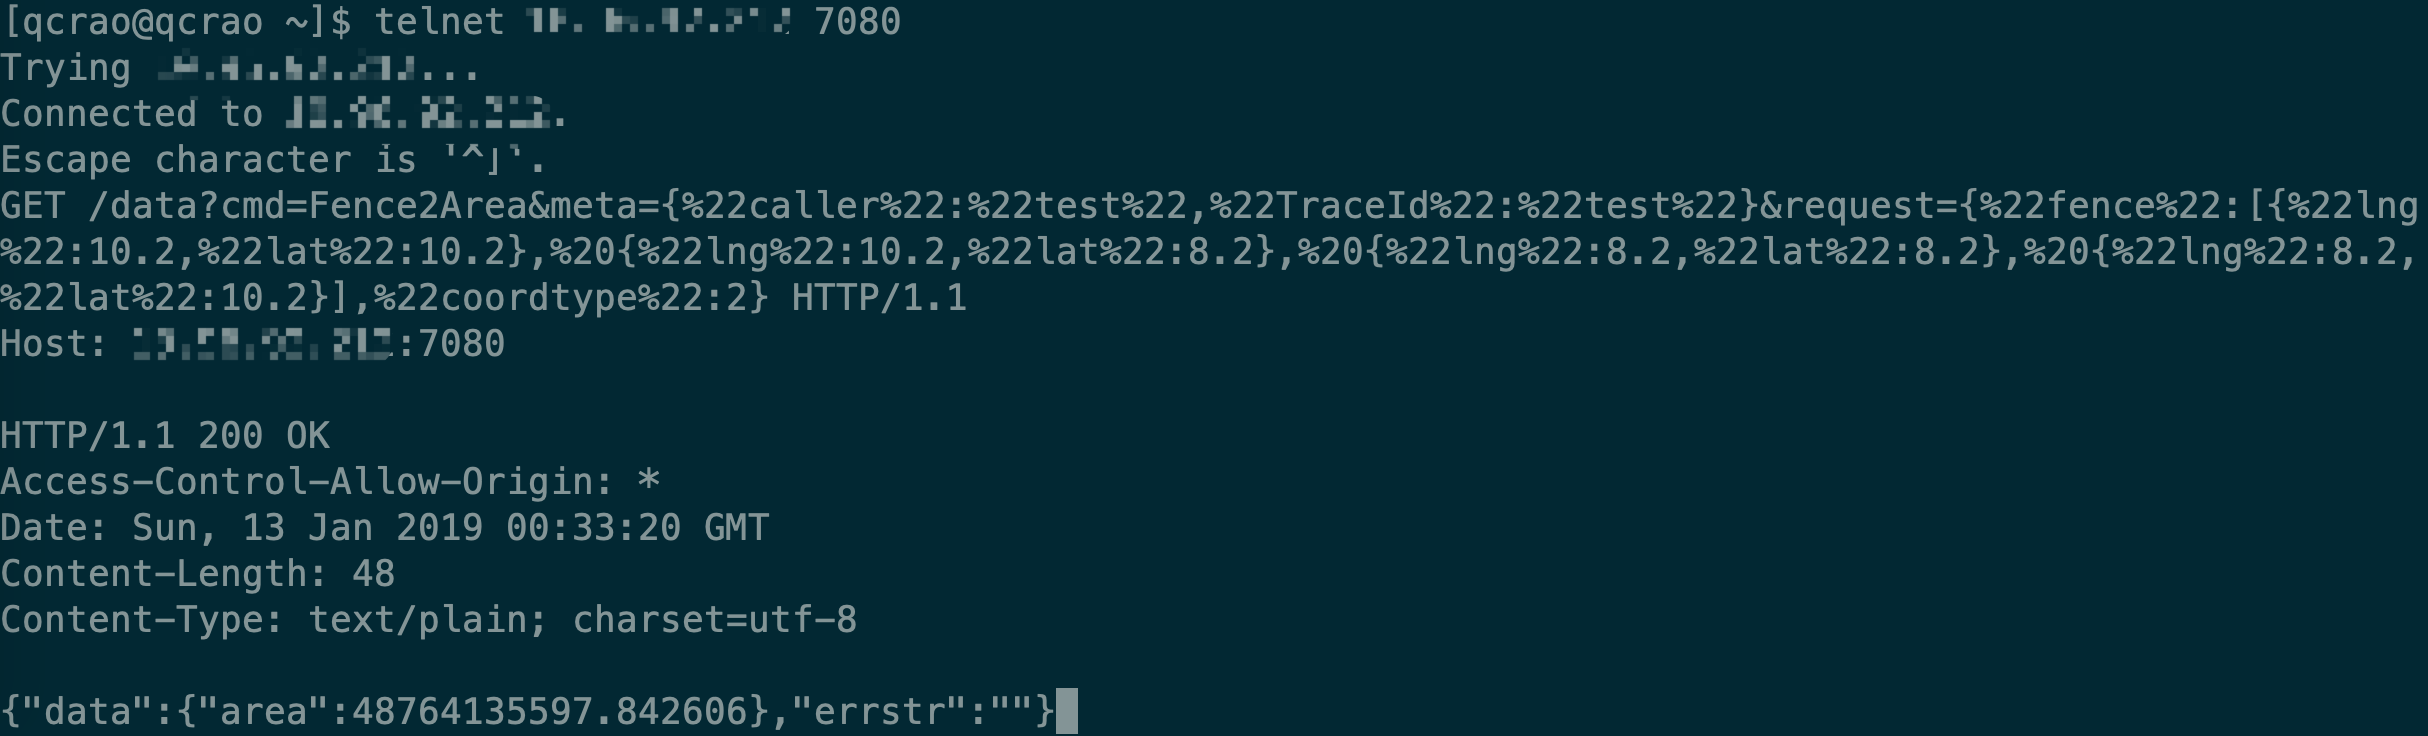 [qcrao@qcrao ~]$ telnet 7080
Trying ...
Connected to .
Escape character is '^]'.
GET /data?cmd=Fence2Area&meta={%22caller%22:%22test%22,%22TraceId%22:%22test%22}&request={%22fence%22:[{%22lng
%22:10.2,%22lat%22:10.2},%20{%22lng%22:10.2,%22lat%22:8.2},%20{%22lng%22:8.2,%22lat%22:8.2},%20{%22lng%22:8.2,
%22lat%22:10.2}],%22coordtype%22:2} HTTP/1.1
Host: :7080
HTTP/1.1 200 OK
Access-Control-Allow-Origin: *
Date: Sun, 13 Jan 2019 00:33:20 GMT
Content-Length: 48
Content-Type: text/plain; charset=utf-8
{"data":{"area":48764135597.842606},"errstr":""}